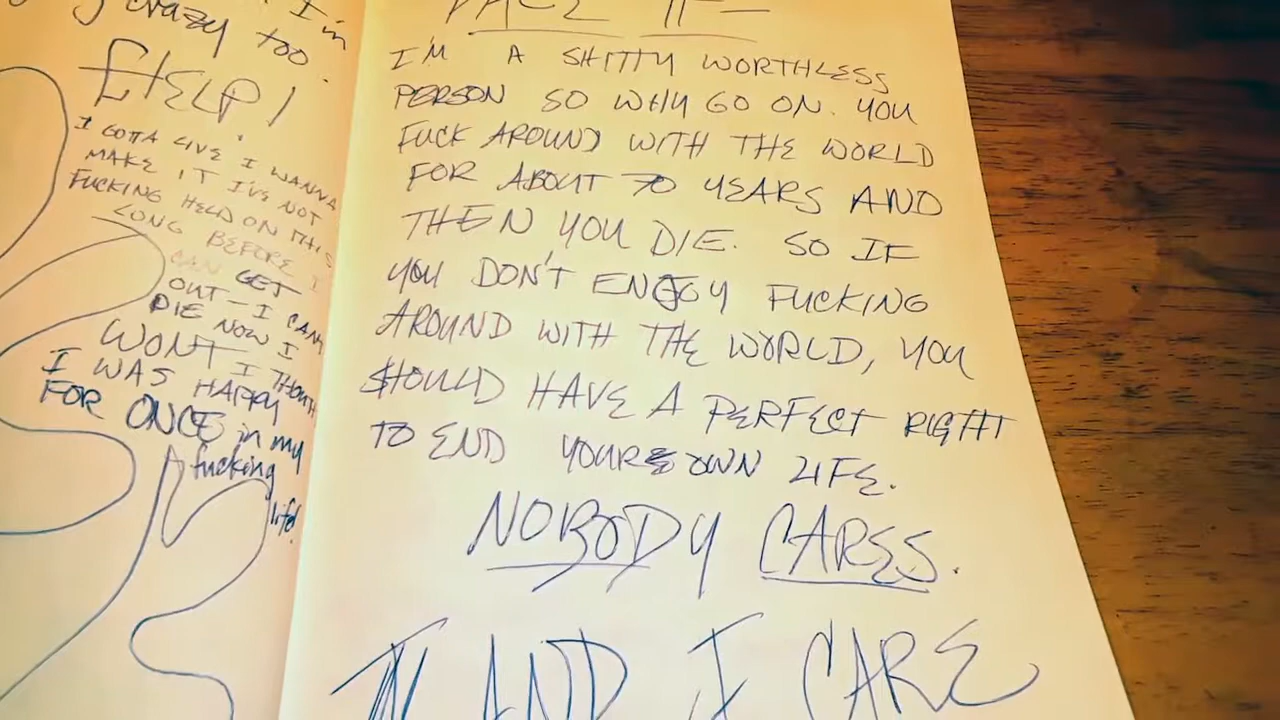 I'm
crazy too.
HELP!
I GOTTA LIVE I WANNA
MAKE IT I'VE NOT
FUCKING HELD ON THIS
LONG BEFORE I
CAN GET
OUT - I CAN'T
DIE NOW I
WON'T I THOUGHT
I WAS HAPPY
FOR ONCE in my
fucking
life!
I'M A SHITTY WORTHLESS
PERSON SO WHY GO ON. YOU
FUCK AROUND WITH THE WORLD
FOR ABOUT 70 YEARS AND
THEN YOU DIE. SO IF
YOU DON'T ENJOY FUCKING
AROUND WITH THE WORLD, YOU
SHOULD HAVE A PERFECT RIGHT
TO END YOUR OWN LIFE.
NOBODY CARES.
AND I CARE